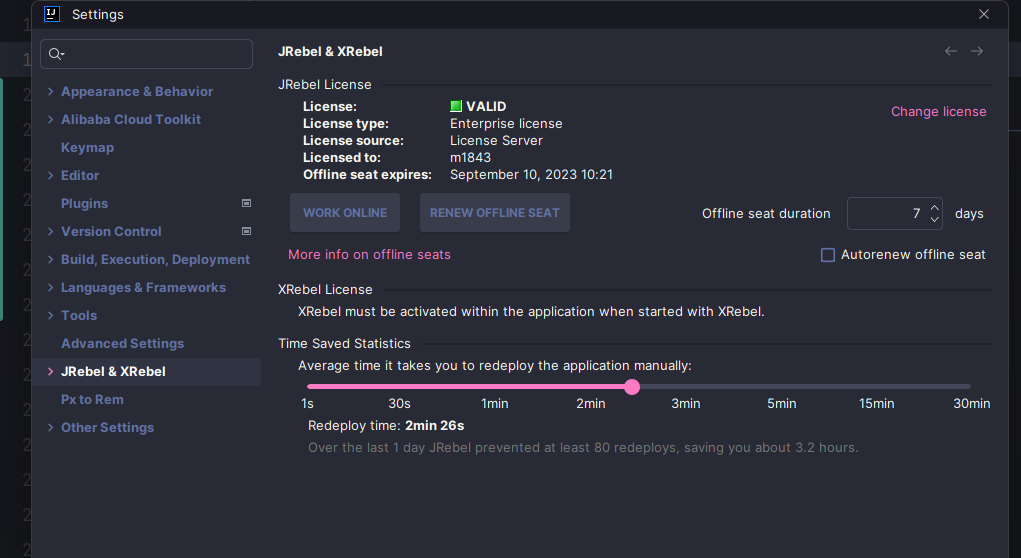 Settings
JRebel & XRebel
Appearance & Behavior
Alibaba Cloud Toolkit
Keymap
Editor
Plugins
Version Control
Build, Execution, Deployment
Languages & Frameworks
Tools
Advanced Settings
JRebel & XRebel
Px to Rem
Other Settings
JRebel License
License: VALID
Change license
License type: Enterprise license
License source: License Server
Licensed to: m1843
Offline seat expires: September 10, 2023 10:21
WORK ONLINE RENEW OFFLINE SEAT Offline seat duration 7 days
More info on offline seats Autorenew offline seat
XRebel License
XRebel must be activated within the application when started with XRebel.
Time Saved Statistics
Average time it takes you to redeploy the application manually:
1s 30s 1min 2min 3min 5min 15min 30min
Redeploy time: 2min 26s
Over the last 1 day JRebel prevented at least 80 redeploys, saving you about 3.2 hours.